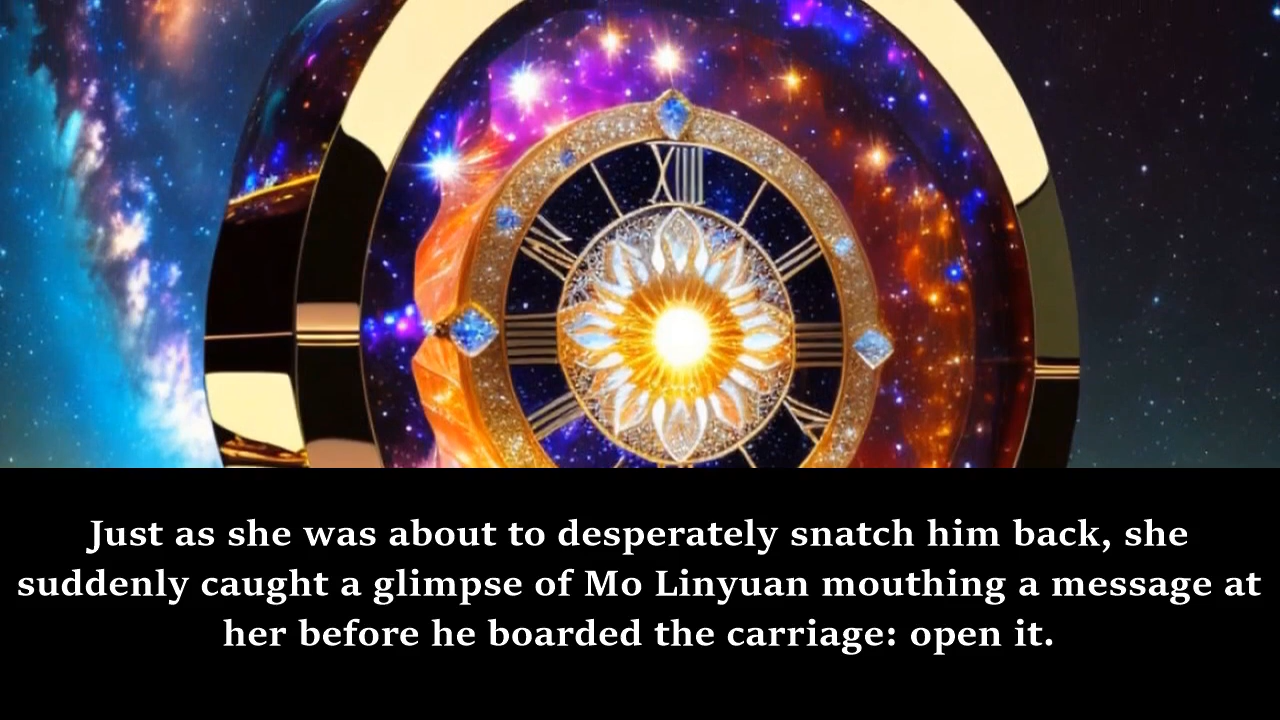 XIII
Just as she was about to desperately snatch him back, she
suddenly caught a glimpse of Mo Linyuan mouthing a message at
her before he boarded the carriage: open it.